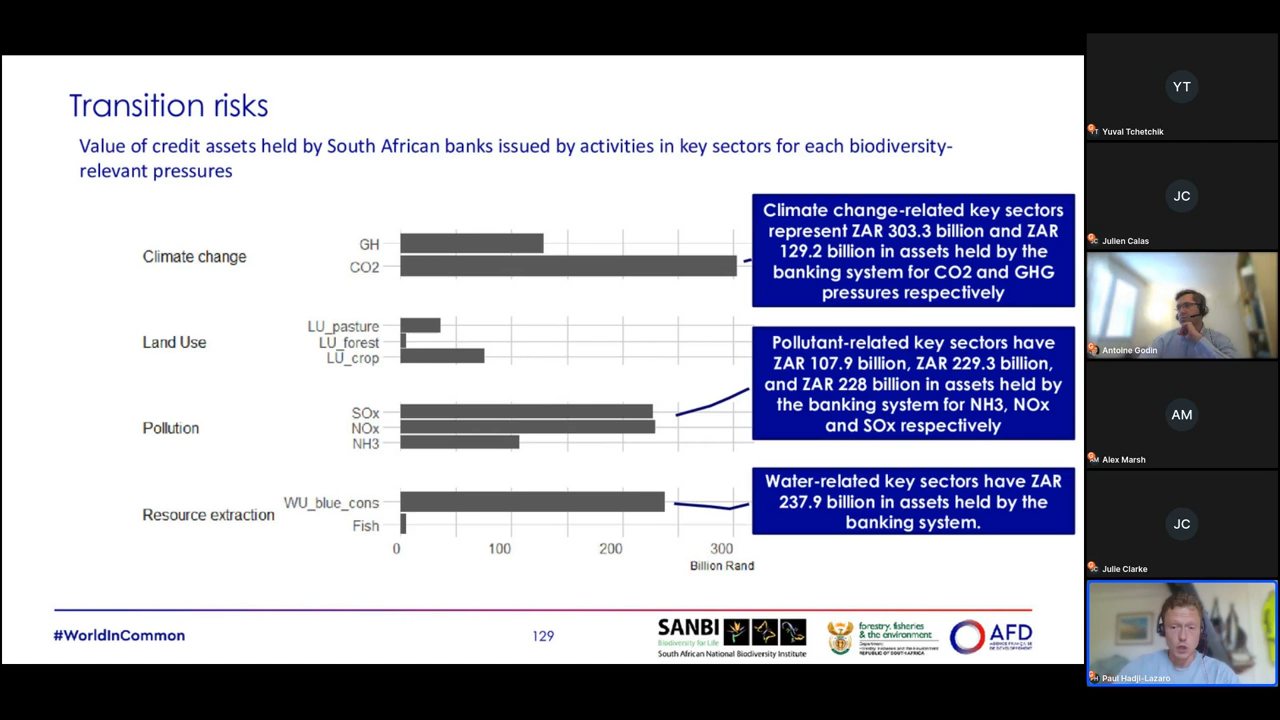 Transition risks
Value of credit assets held by South African banks issued by activities in key sectors for each biodiversity-
relevant pressures
Climate change
GH
CO2
Land Use
LU_pasture
LU_forest
LU_crop
Pollution
SOx
NOx
NH3
Resource extraction
WU_blue_cons
Fish
0
100
200
300
Billion Rand
Climate change-related key sectors
represent ZAR 303.3 billion and ZAR
129.2 billion in assets held by the
banking system for CO2 and GHG
pressures respectively
Pollutant-related key sectors have
ZAR 107.9 billion, ZAR 229.3 billion,
and ZAR 228 billion in assets held by
the banking system for NH3, NOx
and SOx respectively
Water-related key sectors have ZAR
237.9 billion in assets held by the
banking system.
#WorldInCommon
129
SANBI
Biodiversity for Life
South African National Biodiversity Institute
forestry, fisheries
& the environment
Department:
REPUBLIC OF SOUTH AFRICA
AFD
AGENCE FRANÇAISE
DE DÉVELOPPEMENT
YT
Yuval Tchetchik
JC
Julien Calas
Antoine Godin
AM
Alex Marsh
JC
Julie Clarke
Paul Hadji-Lazaro